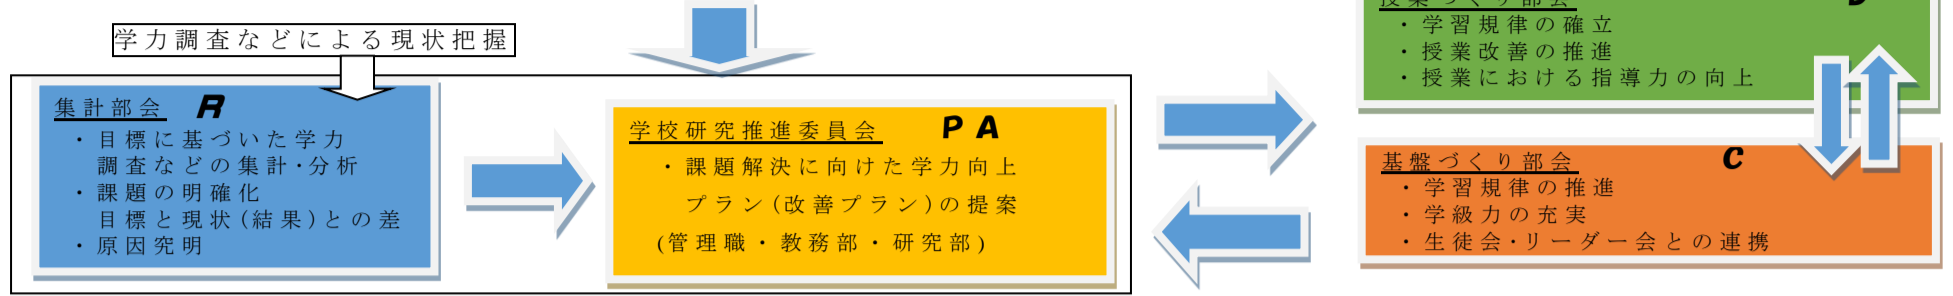 学力調査などによる現状把握
集計部会 R
・目標に基づいた学力
調査などの集計・分析
・課題の明確化
目標と現状(結果)との差
・原因究明
学校研究推進委員会 P A
・課題解決に向けた学力向上
プラン(改善プラン)の提案
(管理職・教務部・研究部)
授業づくり部会 D
・学習規律の確立
・授業改善の推進
・授業における指導力の向上
基盤づくり部会 C
・学習規律の推進
・学級力の充実
・生徒会・リーダー会との連携